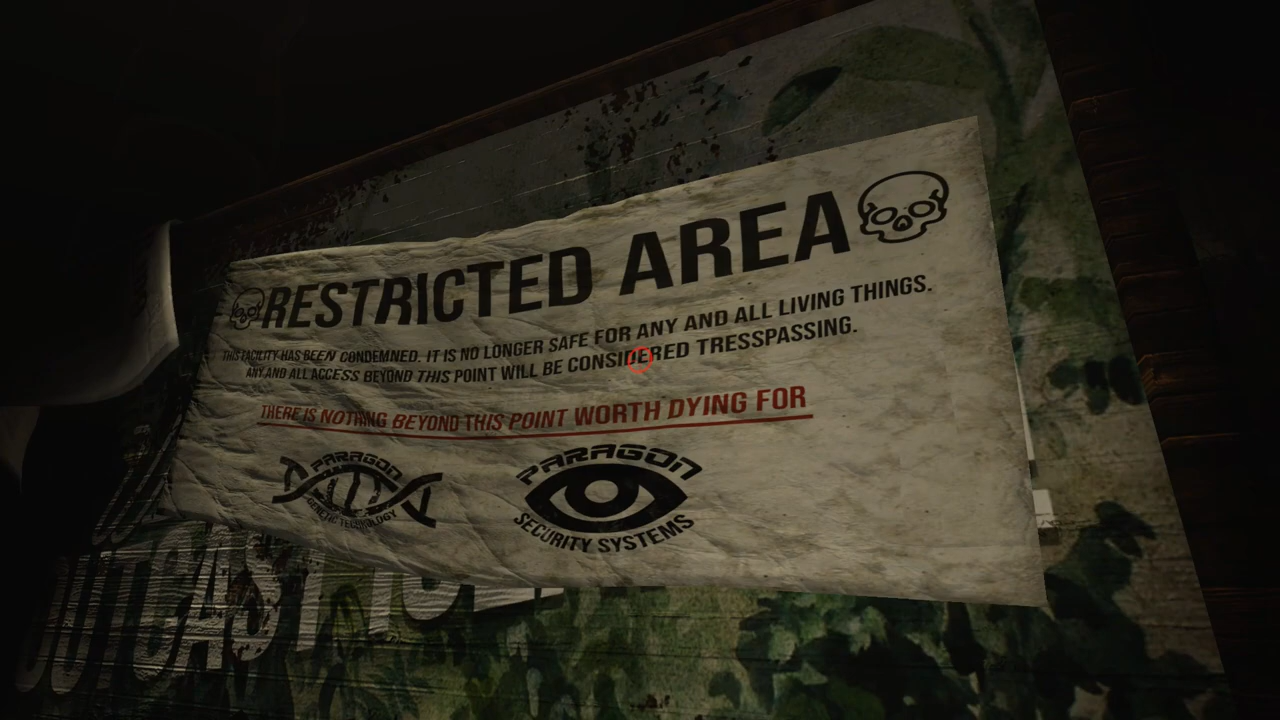 RESTRICTED AREA
THIS FACILITY HAS BEEN CONDEMNED. IT IS NO LONGER SAFE FOR ANY AND ALL LIVING THINGS.
ANY AND ALL ACCESS BEYOND THIS POINT WILL BE CONSIDERED TRESSPASSING.
THERE IS NOTHING BEYOND THIS POINT WORTH DYING FOR
PARAGON
GENETIC TECHNOLOGY
PARAGON
SECURITY SYSTEMS
OUTCAST